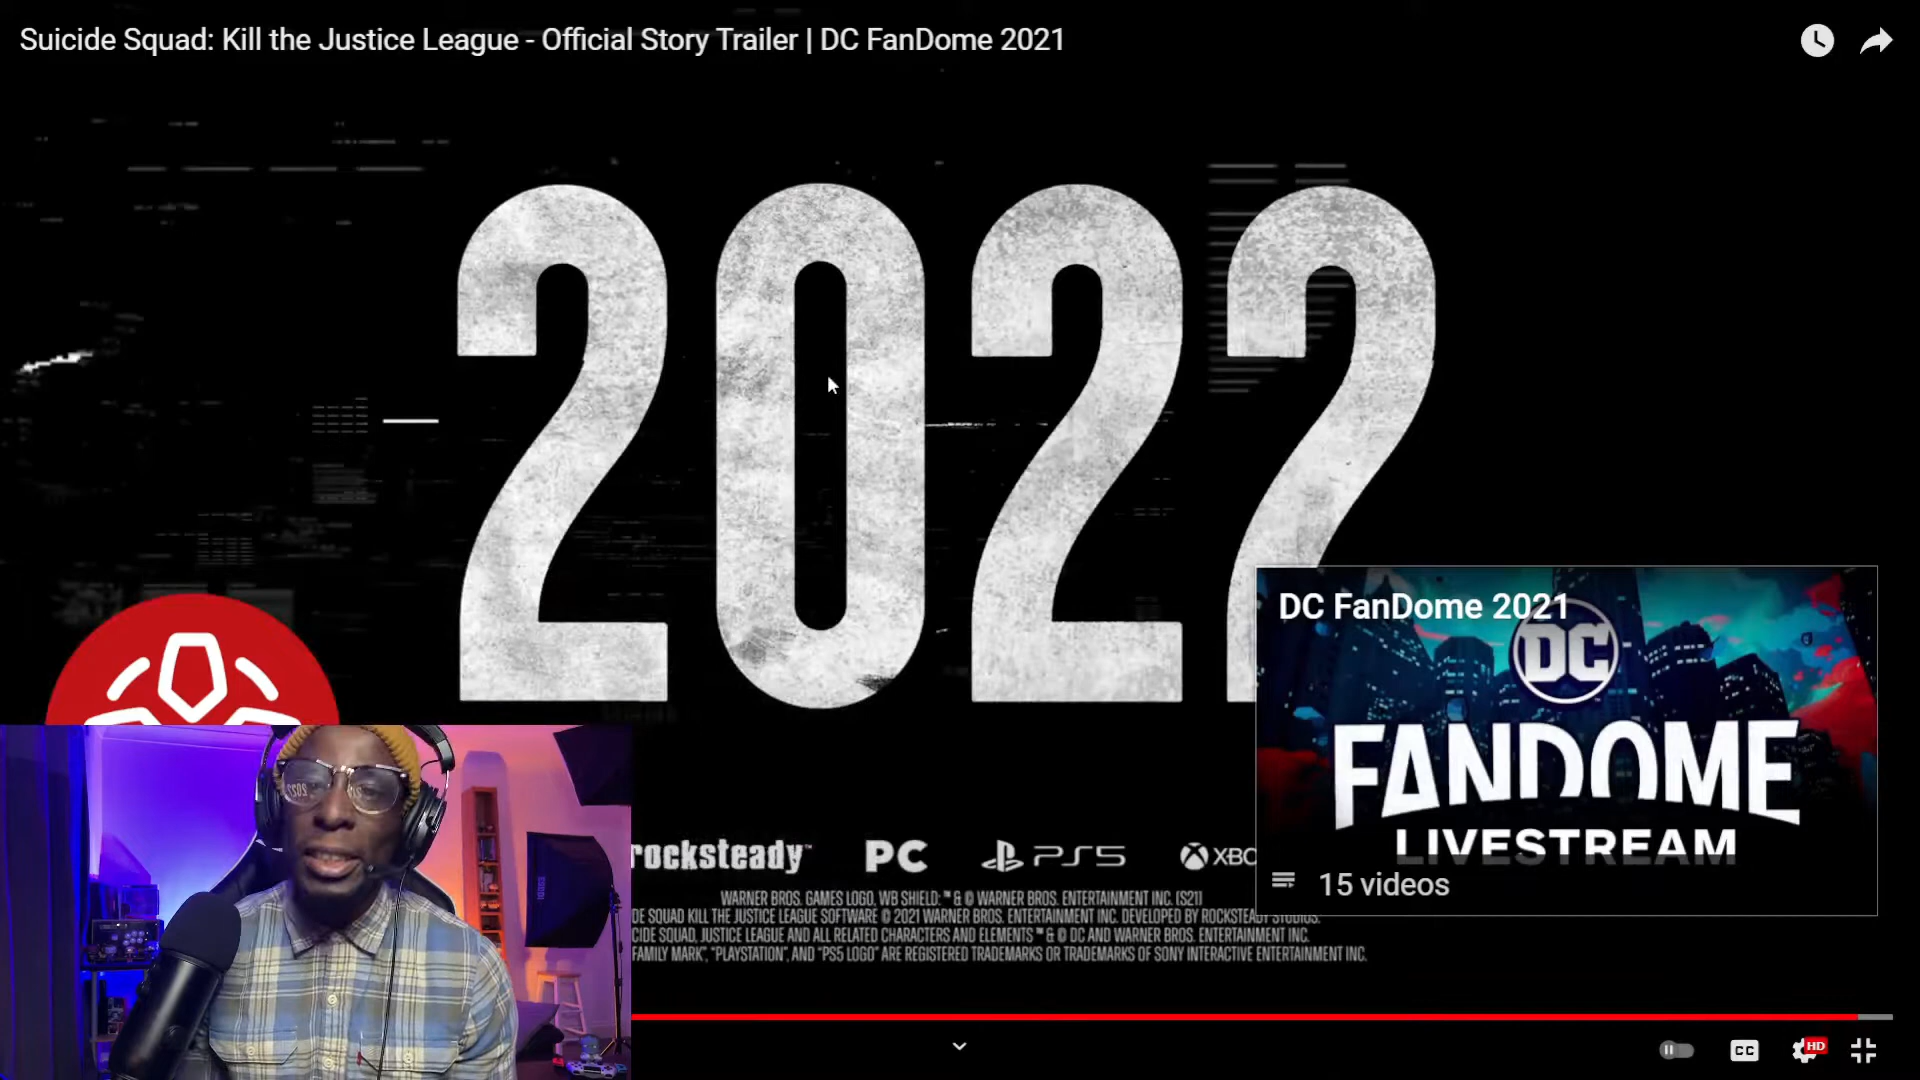 Suicide Squad: Kill the Justice League - Official Story Trailer | DC FanDome 2021
2022
DC FanDome 2021
DC
FANDOME
LIVESTREAM
15 videos
rocksteady™ PC PS5 XBO
WARNER BROS. GAMES LOGO, WB SHIELD: ™ & © WARNER BROS. ENTERTAINMENT INC. (S21)
DE SQUAD KILL THE JUSTICE LEAGUE SOFTWARE © 2021 WARNER BROS. ENTERTAINMENT INC. DEVELOPED BY ROCKSTEADY STUDIOS.
CIDE SQUAD, JUSTICE LEAGUE AND ALL RELATED CHARACTERS AND ELEMENTS ™ & © DC AND WARNER BROS. ENTERTAINMENT INC.
FAMILY MARK", "PLAYSTATION", AND "PS5 LOGO" ARE REGISTERED TRADEMARKS OR TRADEMARKS OF SONY INTERACTIVE ENTERTAINMENT INC.
CC HD